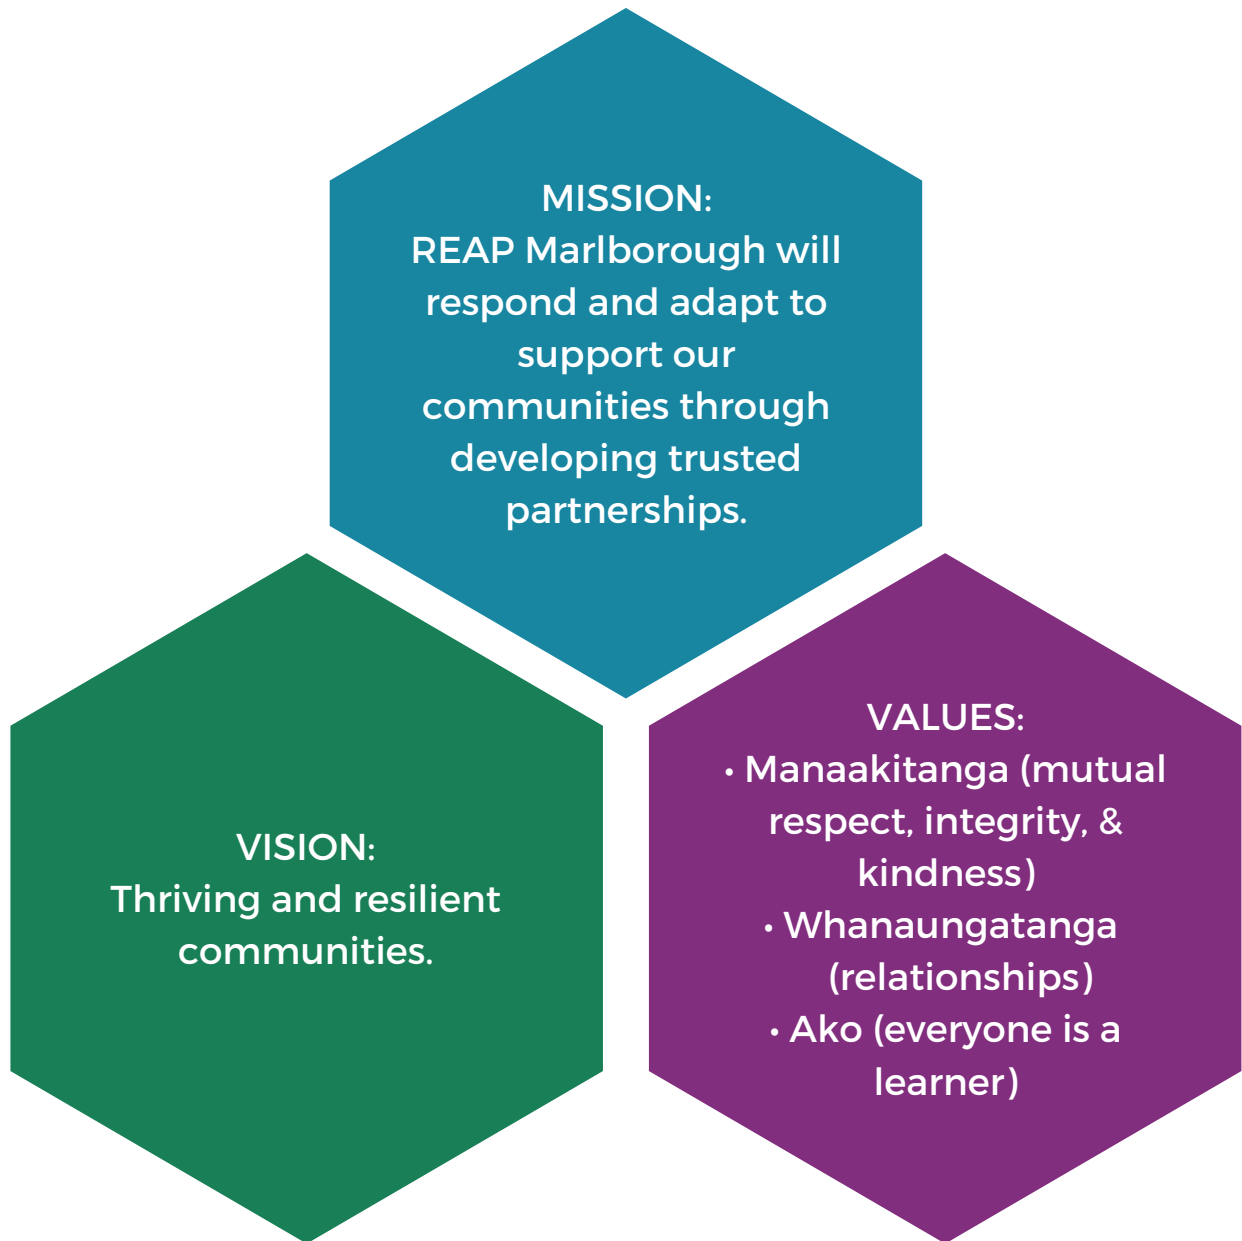 MISSION:
REAP Marlborough will
respond and adapt to
support our
communities through
developing trusted
partnerships.
VISION:
Thriving and resilient
communities.
VALUES:
• Manaakitanga (mutual
respect, integrity, &
kindness)
• Whanaungatanga
(relationships)
• Ako (everyone is a
learner)